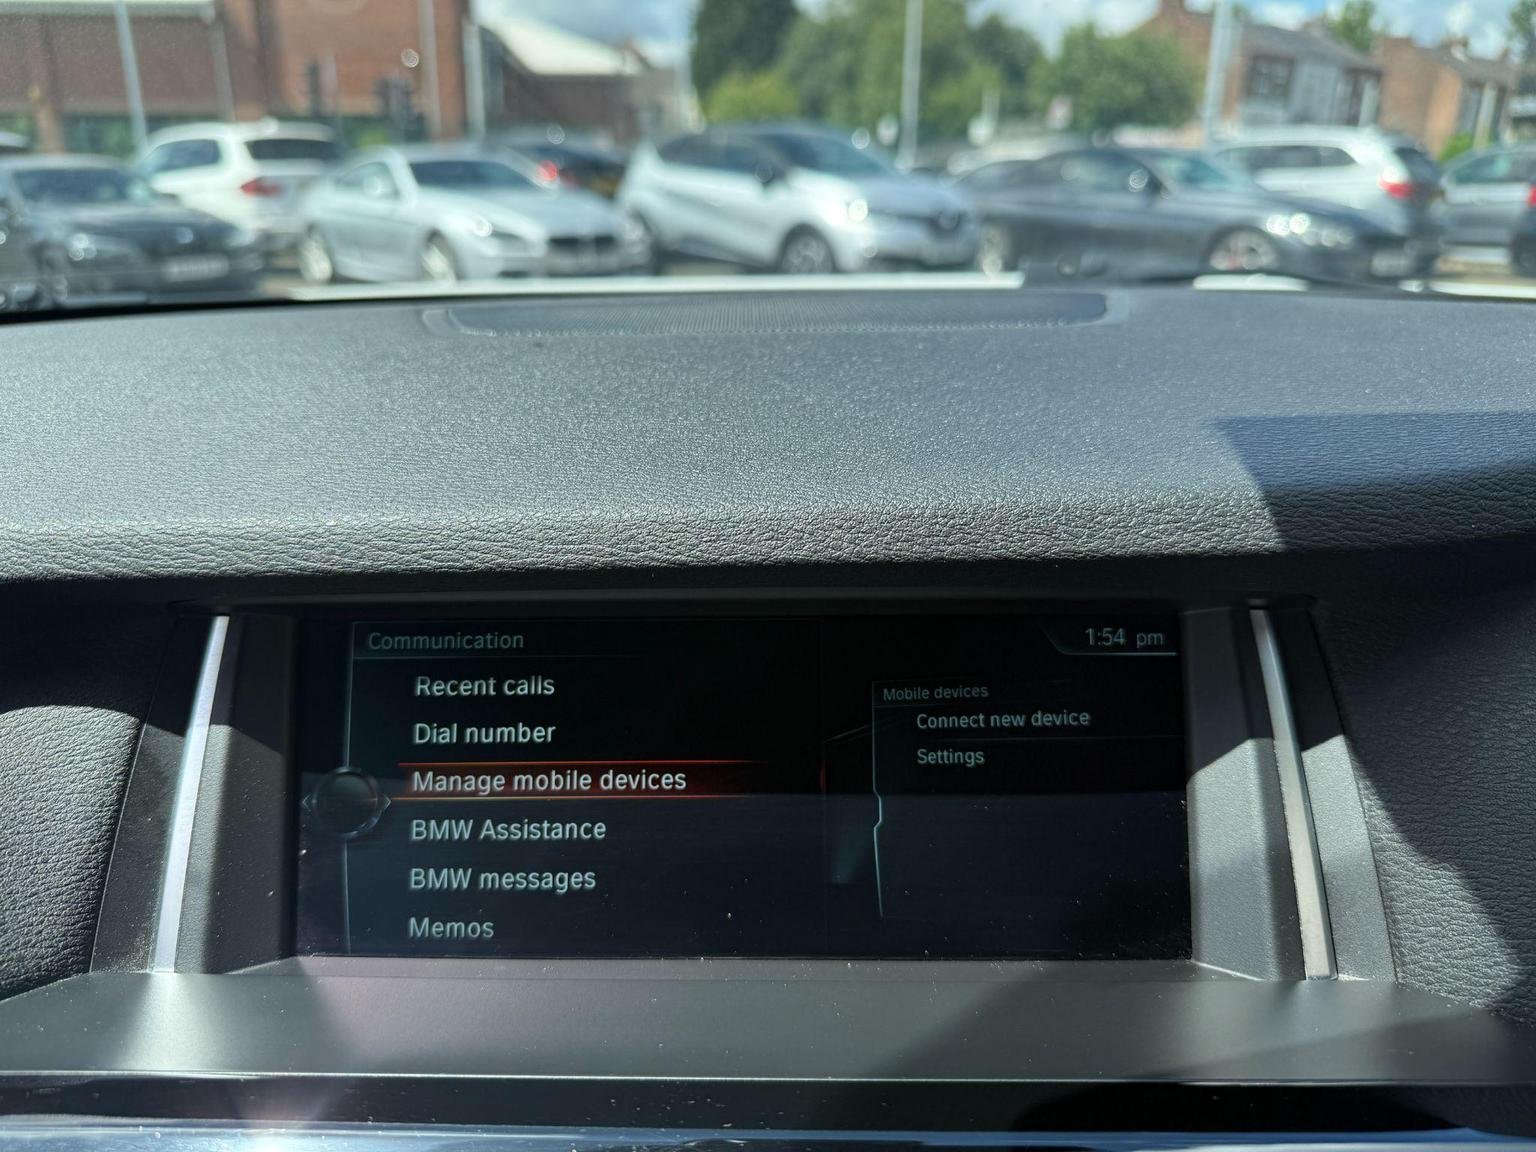 Communication
1:54 pm
Recent calls
Dial number
Manage mobile devices
BMW Assistance
BMW messages
Memos
Mobile devices
Connect new device
Settings